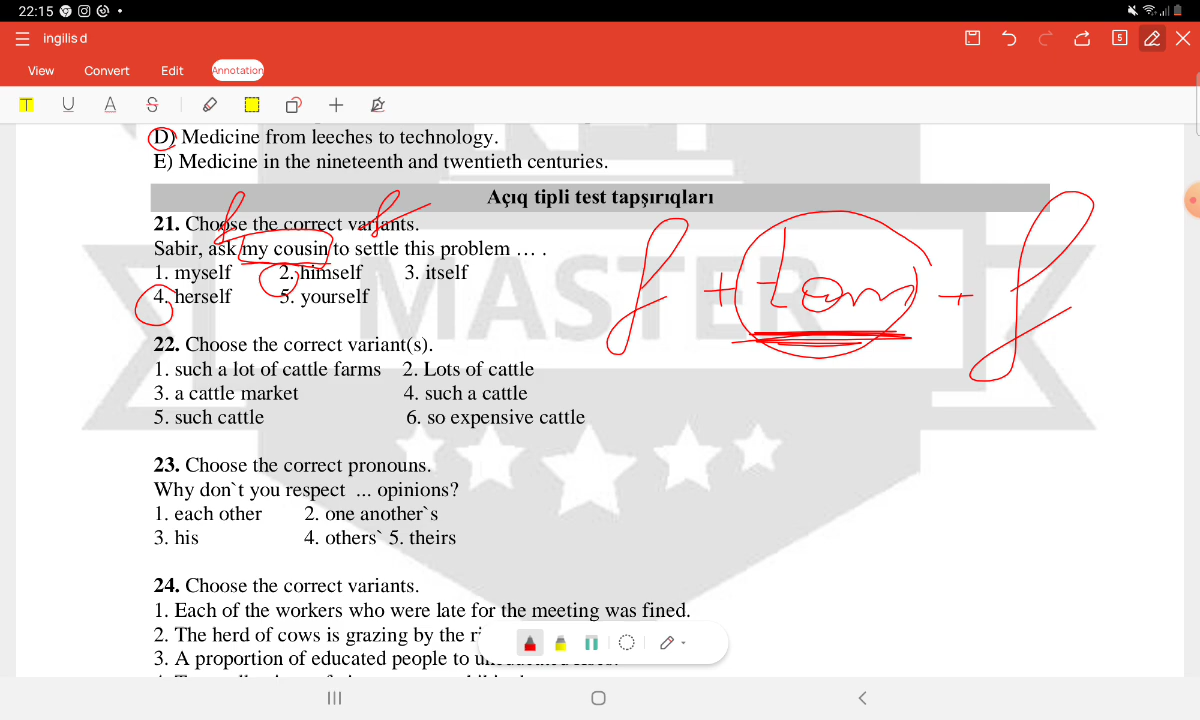 22:15
ingilis d
View Convert Edit Annotation
D) Medicine from leeches to technology.
E) Medicine in the nineteenth and twentieth centuries.
Açıq tipli test tapşırıqları
21. Choose the correct variants.
Sabir, ask my cousin to settle this problem ... .
1. myself 2. himself 3. itself
4. herself 5. yourself
f + tam + f
22. Choose the correct variant(s).
1. such a lot of cattle farms 2. Lots of cattle
3. a cattle market 4. such a cattle
5. such cattle 6. so expensive cattle
23. Choose the correct pronouns.
Why don`t you respect ... opinions?
1. each other 2. one another`s
3. his 4. others` 5. theirs
24. Choose the correct variants.
1. Each of the workers who were late for the meeting was fined.
2. The herd of cows is grazing by the
3. A proportion of educated people to
MASTER